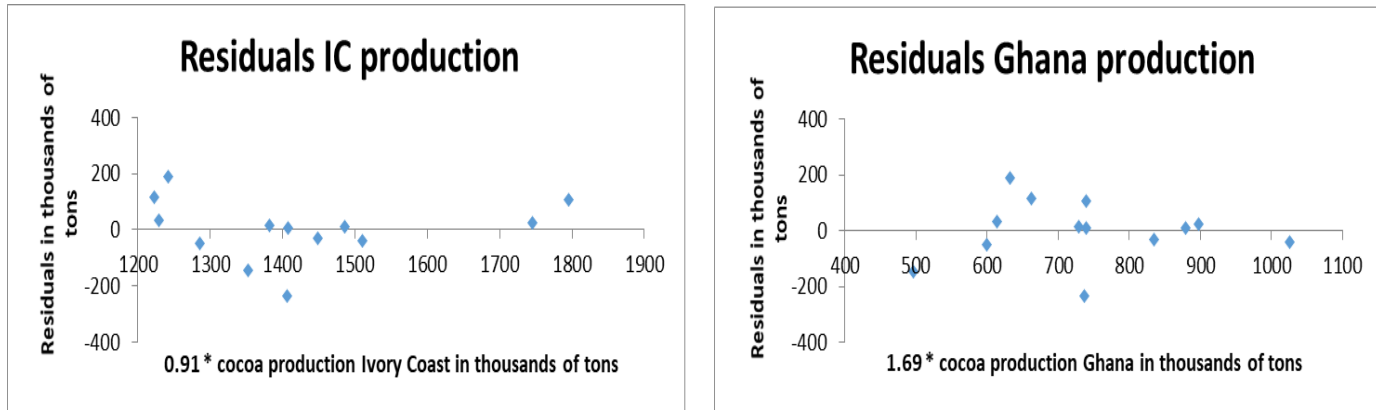 Residuals IC production
Residuals in thousands of
tons
400
200
0
-200
-400
1200 1300 1400 1500 1600 1700 1800 1900
0.91 * cocoa production Ivory Coast in thousands of tons
Residuals Ghana production
Residuals in thousands of
tons
400
200
0
-200
-400
400 500 600 700 800 900 1000 1100
1.69 * cocoa production Ghana in thousands of tons